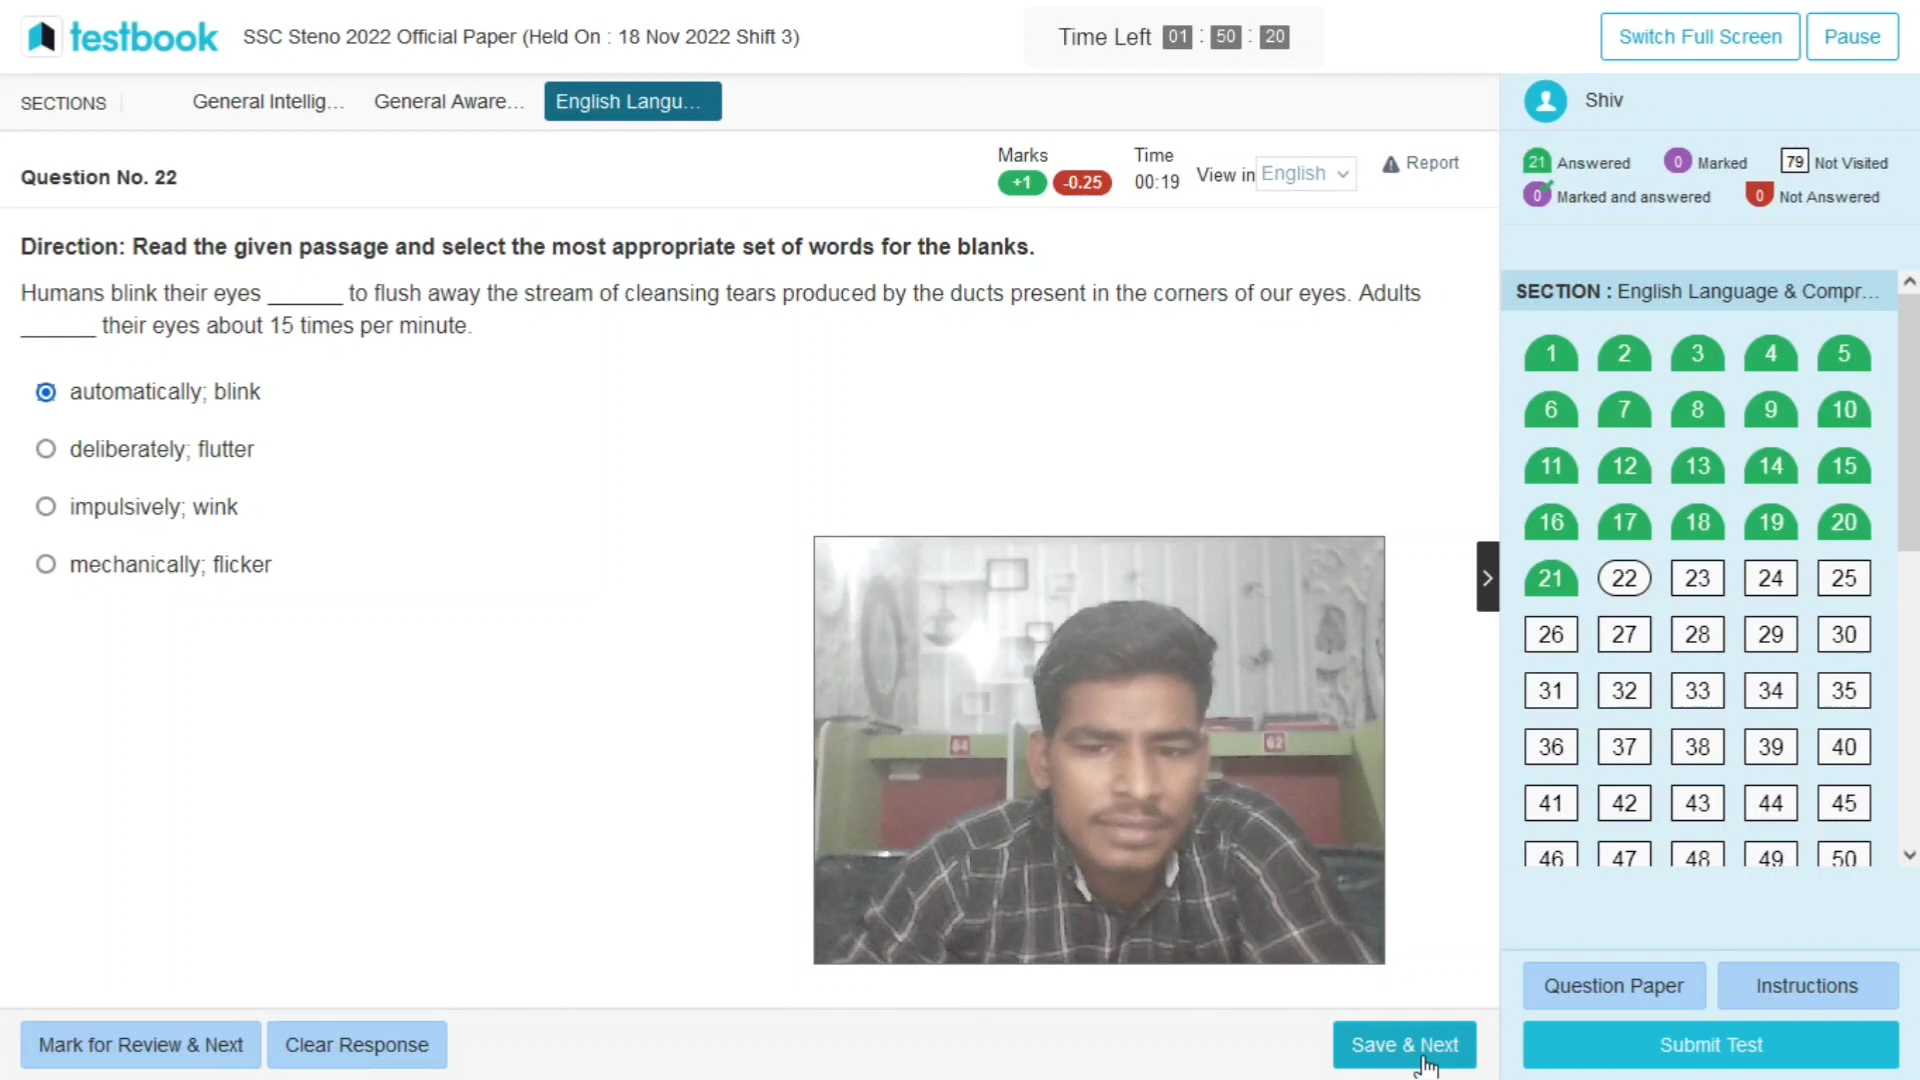 testbook SSC Steno 2022 Official Paper (Held On : 18 Nov 2022 Shift 3) Time Left 01 : 50 : 20 Switch Full Screen Pause
SECTIONS General Intellig... General Aware... English Langu...
Shiv
Question No. 22
Marks
+1 -0.25
Time
00:19
View in English
Report
21 Answered 0 Marked 79 Not Visited
0 Marked and answered 0 Not Answered
Direction: Read the given passage and select the most appropriate set of words for the blanks.
Humans blink their eyes ______ to flush away the stream of cleansing tears produced by the ducts present in the corners of our eyes. Adults
______ their eyes about 15 times per minute.
automatically; blink
deliberately; flutter
impulsively; wink
mechanically; flicker
64 62
SECTION : English Language & Compr...
1 2 3 4 5
6 7 8 9 10
11 12 13 14 15
16 17 18 19 20
21 22 23 24 25
26 27 28 29 30
31 32 33 34 35
36 37 38 39 40
41 42 43 44 45
46 47 48 49 50
Question Paper Instructions
Mark for Review & Next Clear Response Save & Next Submit Test